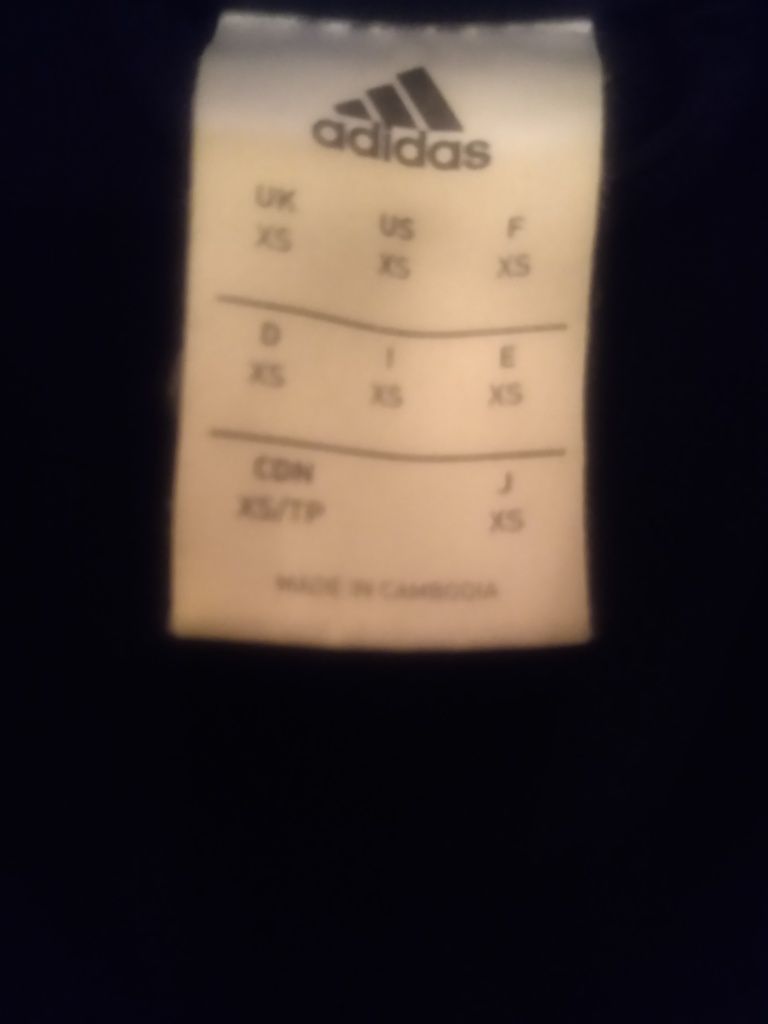 adidas
UK US F
XS XS XS
D I E
XS XS XS
CDN J
XS/TP XS
MADE IN CAMBODIA